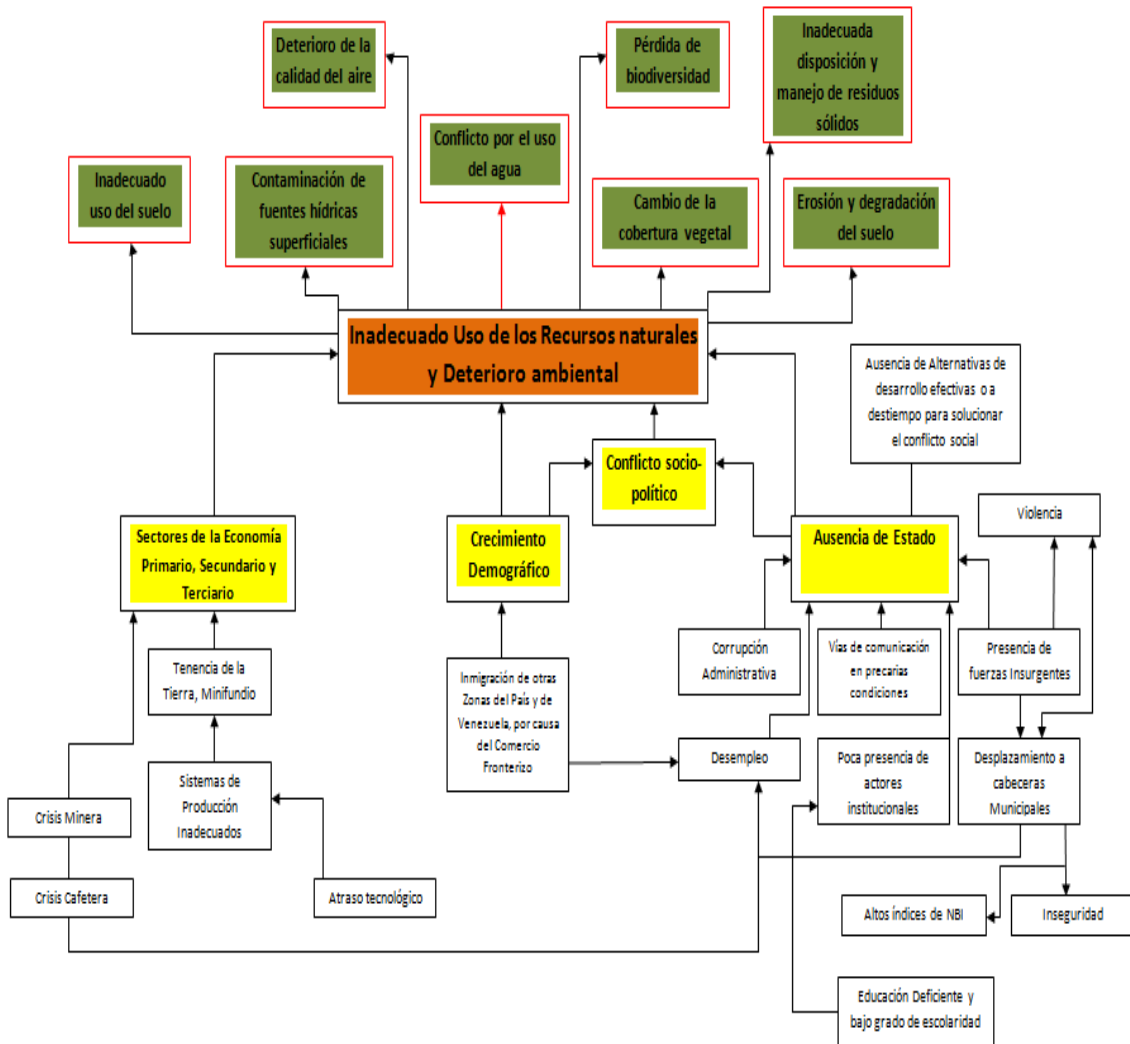 Deterioro de la
calidad del aire
Pérdida de
biodiversidad
Inadecuada
disposición y
manejo de residuos
sólidos
Conflicto por el uso
del agua
Inadecuado
uso del suelo
Contaminación de
fuentes hídricas
superficiales
Cambio de la
cobertura vegetal
Erosión y degradación
del suelo
Inadecuado Uso de los Recursos naturales
y Deterioro ambiental
Ausencia de Alternativas de
desarrollo efectivas o a
destiempo para solucionar
el conflicto social
Conflicto socio-
político
Violencia
Sectores de la Economía
Primario, Secundario y
Terciario
Crecimiento
Demográfico
Ausencia de Estado
Tenencia de la
Tierra, Minifundio
Inmigración de otras
Zonas del País y de
Venezuela, por causa
del Comercio
Fronterizo
Corrupción
Administrativa
Vías de comunicación
en precarias
condiciones
Presencia de
fuerzas Insurgentes
Sistemas de
Producción
Inadecuados
Desempleo
Poca presencia de
actores
institucionales
Desplazamiento a
cabeceras
Municipales
Crisis Minera
Crisis Cafetera
Atraso tecnológico
Altos índices de NBI
Inseguridad
Educación Deficiente y
bajo grado de escolaridad